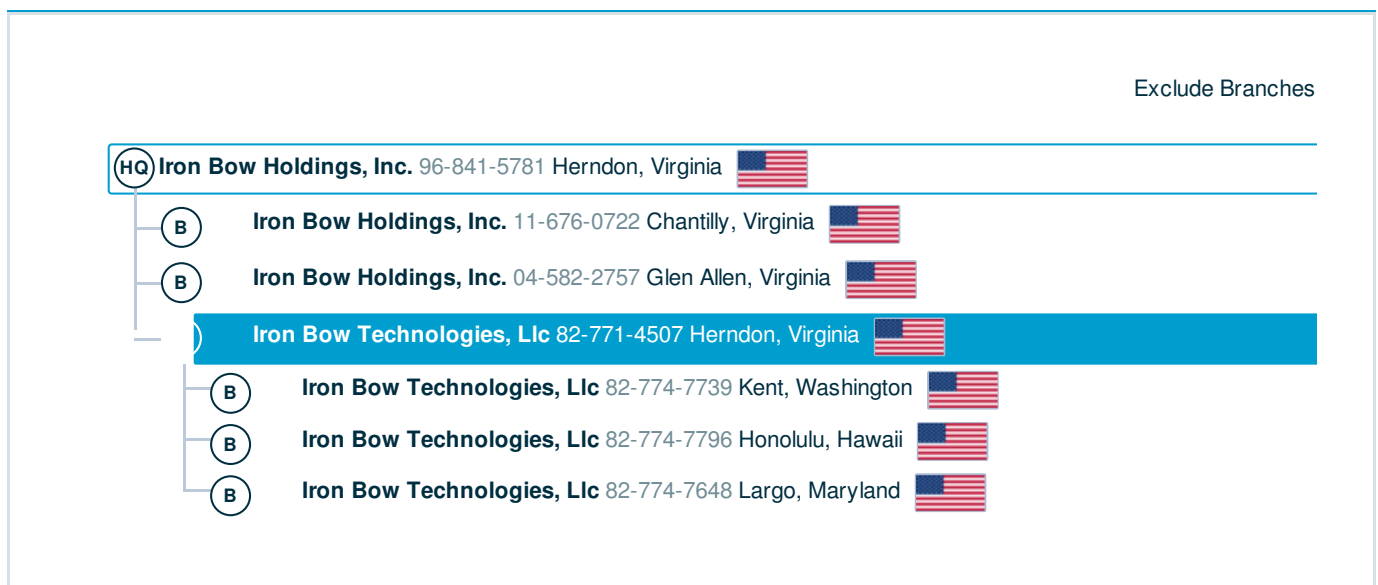 Exclude Branches
HQ Iron Bow Holdings, Inc. 96-841-5781 Herndon, Virginia
B Iron Bow Holdings, Inc. 11-676-0722 Chantilly, Virginia
B Iron Bow Holdings, Inc. 04-582-2757 Glen Allen, Virginia
Iron Bow Technologies, Llc 82-771-4507 Herndon, Virginia
B Iron Bow Technologies, Llc 82-774-7739 Kent, Washington
B Iron Bow Technologies, Llc 82-774-7796 Honolulu, Hawaii
B Iron Bow Technologies, Llc 82-774-7648 Largo, Maryland